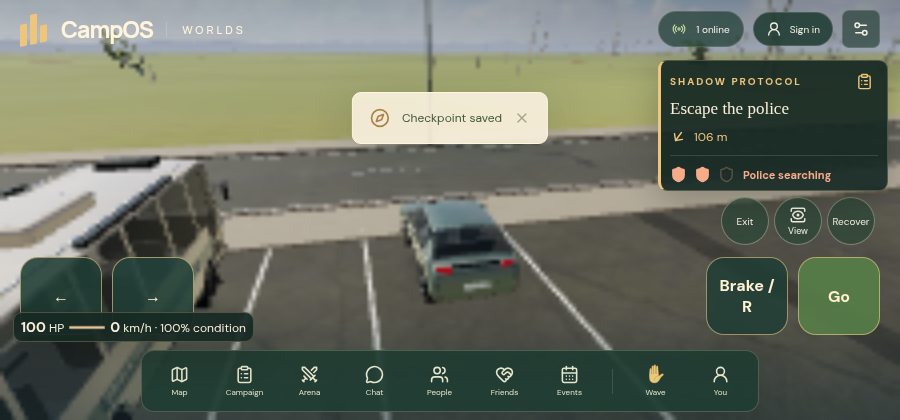 CampOS WORLDS
1 online
Sign in
Checkpoint saved
SHADOW PROTOCOL
Escape the police
106 m
Police searching
Exit
View
Recover
←
→
Brake / R
Go
100 HP 0 km/h · 100% condition
Map
Campaign
Arena
Chat
People
Friends
Events
Wave
You